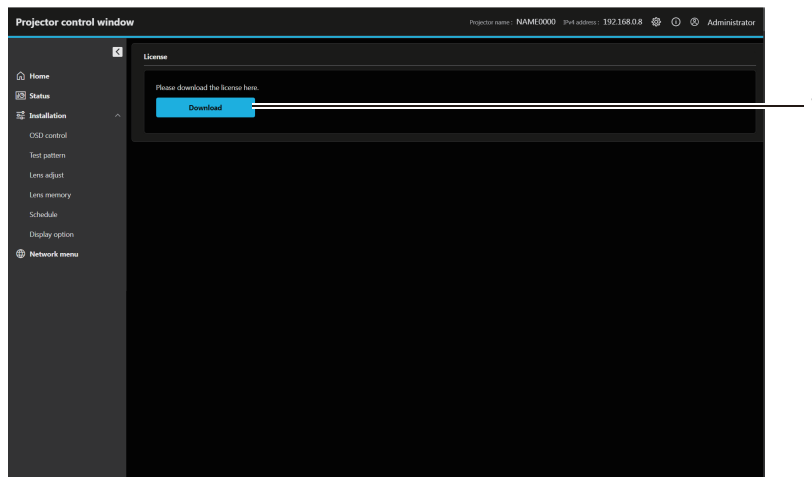 Projector control window
Projector name : NAME0000 IPv4 address : 192.168.0.8 Administrator
License
Home
Please download the license here.
Status
Download
Installation
OSD control
Test pattern
Lens adjust
Lens memory
Schedule
Display option
Network menu